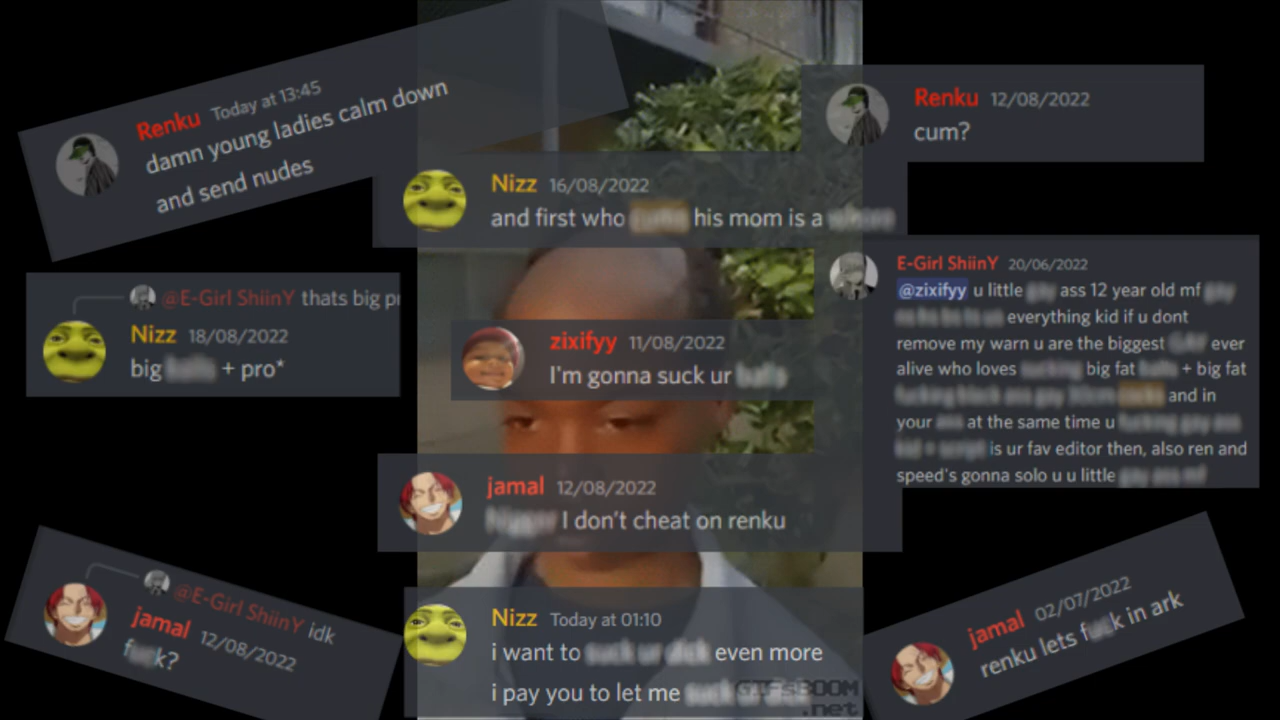 Renku Today at 13:45
damn young ladies calm down
and send nudes
Renku 12/08/2022
cum?
Nizz 16/08/2022
and first who his mom is a
@E-Girl ShiinY thats big
Nizz 18/08/2022
big + pro*
zixifyy 11/08/2022
I'm gonna suck ur
E-Girl ShiinY 20/06/2022
@zixifyy u little ass 12 year old mf
everything kid if u dont
remove my warn u are the biggest ever
alive who loves big fat + big fat
and in
your at the same time u
is ur fav editor then, also ren and
speed's gonna solo u u little
jamal 12/08/2022
I don't cheat on renku
@E-Girl ShiinY idk
jamal 12/08/2022
Nizz Today at 01:10
i want to even more
i pay you to let me
jamal 02/07/2022
renku lets in ark
GIFSBOOM
.net